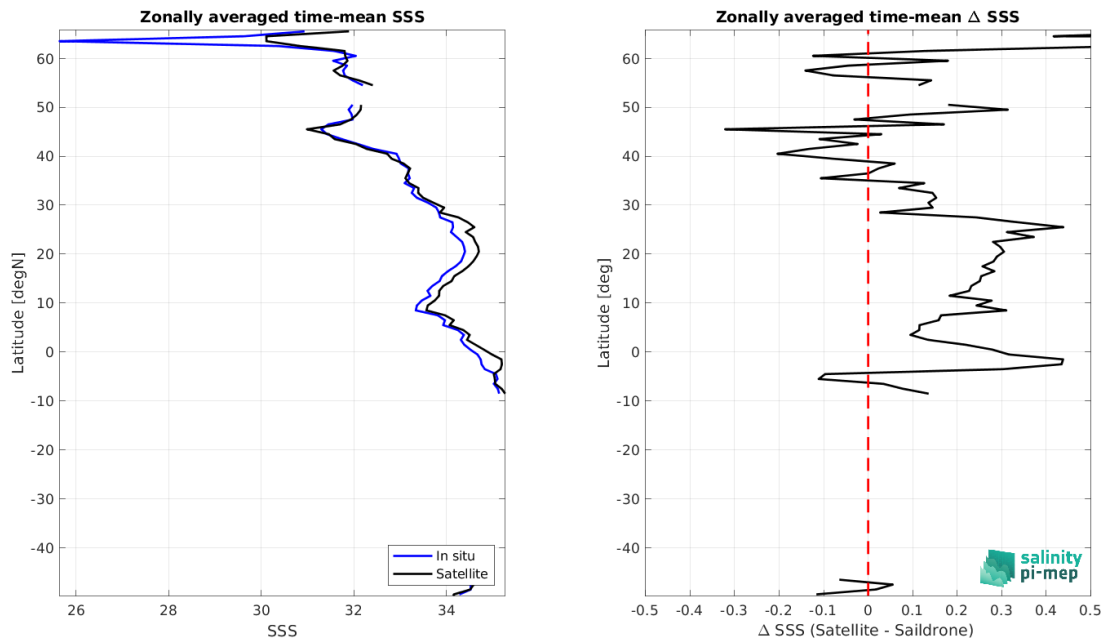 Zonally averaged time-mean SSS
60
50
40
30
20
10
0
-10
-20
-30
-40
Latitude [degN]
In situ
Satellite
26 28 30 32 34
SSS
Zonally averaged time-mean Δ SSS
60
50
40
30
20
10
0
-10
-20
-30
-40
Latitude [deg]
salinity
pi-mep
-0.5 -0.4 -0.3 -0.2 -0.1 0 0.1 0.2 0.3 0.4 0.5
Δ SSS (Satellite - Saildrone)